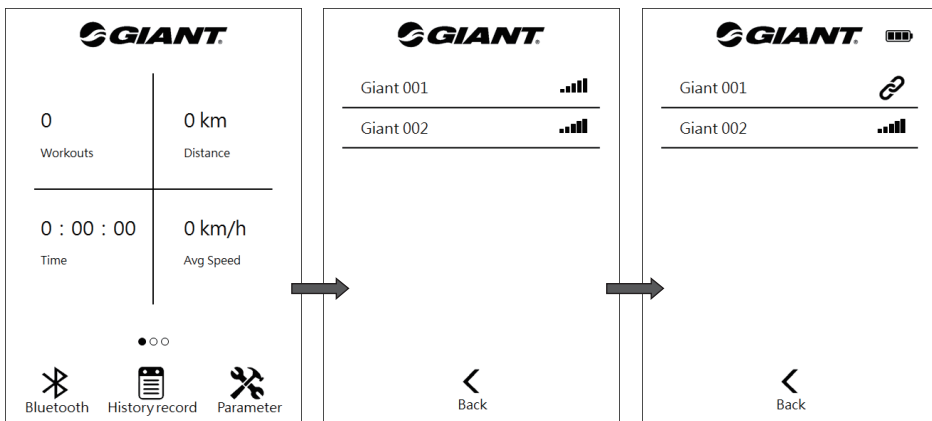 GIANT.
0
Workouts
0 km
Distance
0 : 00 : 00
Time
0 km/h
Avg Speed
Bluetooth
History record
Parameter
GIANT.
Giant 001
Giant 002
Back
GIANT.
Giant 001
Giant 002
Back